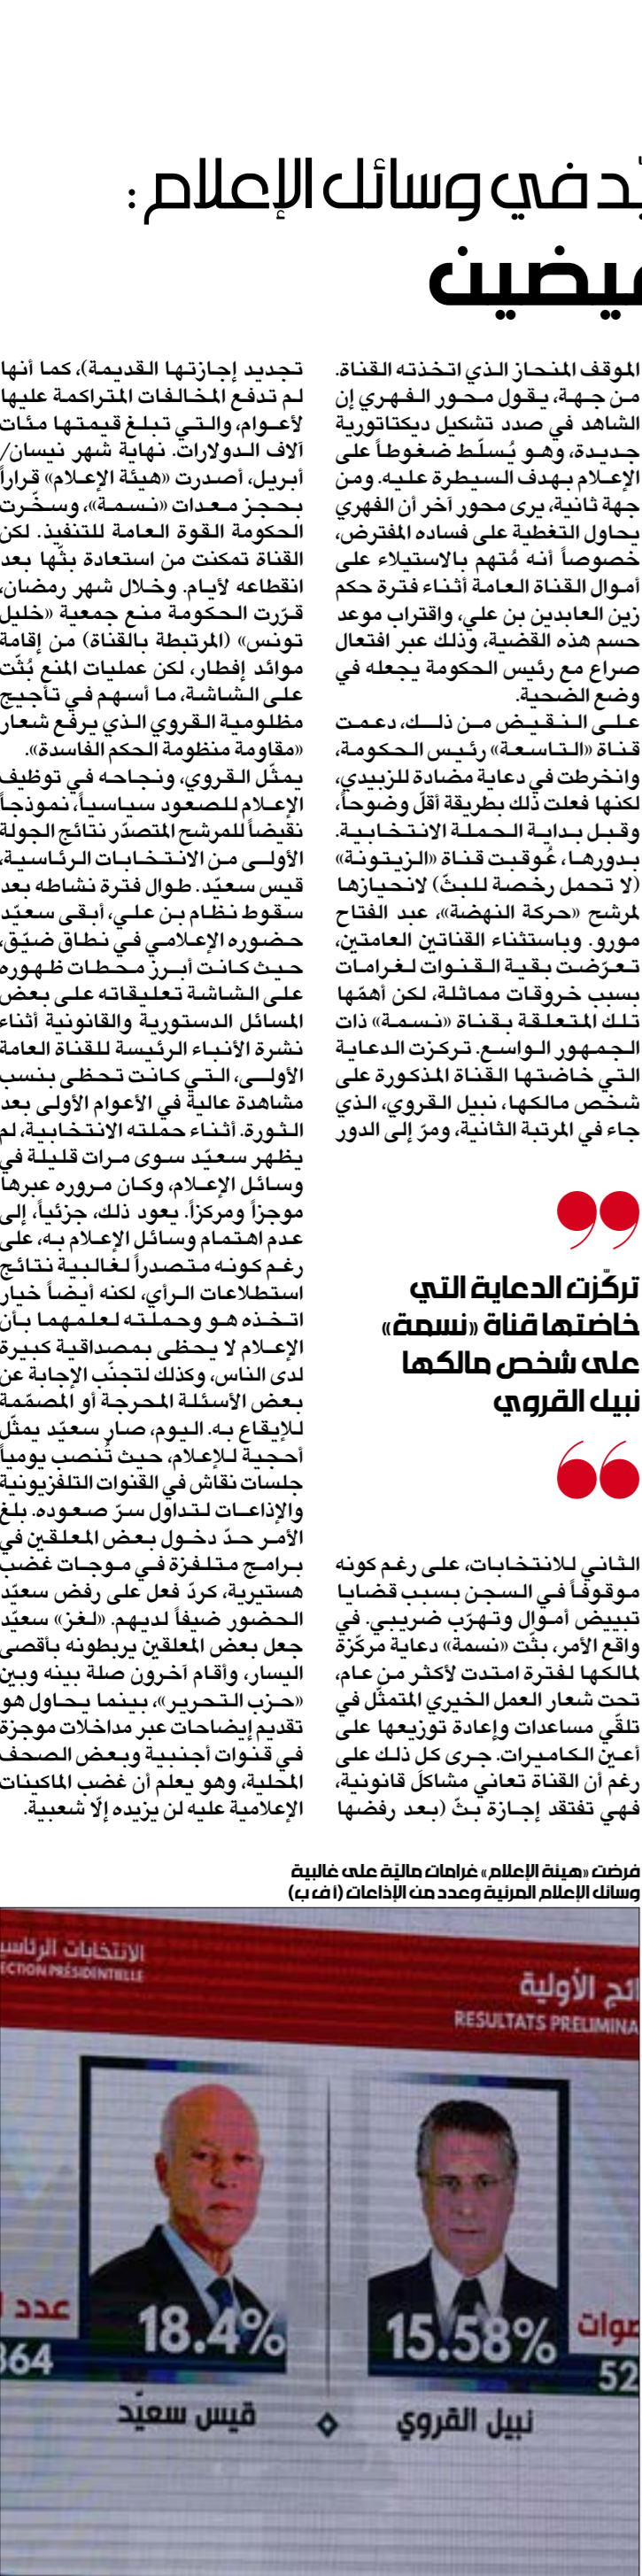 في وسائل الإعلام:
الموقف المنحاز الذي اتخذته القناة.
من جهة، يقول محور الفهري إن
الشاهد في صدد تشكيل ديكتاتورية
جديدة، وهو يُسلّط ضغوطاً على
الإعلام بهدف السيطرة عليه. ومن
جهة ثانية، يرى محور آخر أن الفهري
يحاول التغطية على فساده المفترض،
خصوصاً أنه مُتهم بالاستيلاء على
أموال القناة العامة أثناء فترة حكم
زين العابدين بن علي، واقتراب موعد
حسم هذه القضية، وذلك عبر افتعال
صراع مع رئيس الحكومة يجعله في
وضع الضحية.
على النقيض من ذلك، دعمت
قناة «التاسعة» رئيس الحكومة،
وانخرطت في دعاية مضادة للزبيدي،
لكنها فعلت ذلك بطريقة أقلّ وضوحاً،
وقبل بداية الحملة الانتخابية.
بدورها، عُوقبت قناة «الزيتونة»
(لا تحمل رخصة للبثّ) لانحيازها
لمرشح «حركة النهضة»، عبد الفتاح
مورو. وباستثناء القناتين العامتين،
تعرّضت بقية القنوات لغرامات
بسبب خروقات مماثلة، لكن أهمّها
تلك المتعلقة بقناة «نسمة» ذات
الجمهور الواسع. تركزت الدعاية
التي خاضتها القناة المذكورة على
شخص مالكها، نبيل القروي، الذي
جاء في المرتبة الثانية، ومرّ إلى الدور
تركّزت الدعاية التي
خاضتها قناة «نسمة»
على شخص مالكها
نبيل القروي
الثاني للانتخابات، على رغم كونه
موقوفاً في السجن بسبب قضايا
تبييض أموال وتهرّب ضريبي. في
واقع الأمر، بثّت «نسمة» دعاية مركّزة
لمالكها لفترة امتدت لأكثر من عام،
تحت شعار العمل الخيري المتمثّل في
تلقّي مساعدات وإعادة توزيعها على
أعين الكاميرات. جرى كل ذلك على
رغم أن القناة تعاني مشاكلَ قانونية،
فهي تفتقد إجازة بثّ (بعد رفضها
تجديد إجازتها القديمة)، كما أنها
لم تدفع المخالفات المتراكمة عليها
لأعوام، والتي تبلغ قيمتها مئات
آلاف الدولارات. نهاية شهر نيسان/
أبريل، أصدرت «هيئة الإعلام» قراراً
بحجز معدات «نسمة»، وسخّرت
الحكومة القوة العامة للتنفيذ. لكن
القناة تمكنت من استعادة بثّها بعد
انقطاعه لأيام. وخلال شهر رمضان،
قرّرت الحكومة منع جمعية «خليل
تونس» (المرتبطة بالقناة) من إقامة
موائد إفطار، لكن عمليات المنع بُثّت
على الشاشة، ما أسهم في تأجيج
مظلومية القروي الذي يرفع شعار
«مقاومة منظومة الحكم الفاسدة».
يمثّل القروي، ونجاحه في توظيف
الإعلام للصعود سياسياً، نموذجاً
نقيضاً للمرشح المتصدّر نتائج الجولة
الأولى من الانتخابات الرئاسية،
قيس سعيّد. طوال فترة نشاطه بعد
سقوط نظام بن علي، أبقى سعيّد
حضوره الإعلامي في نطاق ضيّق،
حيث كانت أبرز محطات ظهوره
على الشاشة تعليقاته على بعض
المسائل الدستورية والقانونية أثناء
نشرة الأنباء الرئيسة للقناة العامة
الأولى، التي كانت تحظى بنسب
مشاهدة عالية في الأعوام الأولى بعد
الثورة. أثناء حملته الانتخابية، لم
يظهر سعيّد سوى مرات قليلة في
وسائل الإعلام، وكان مروره عبرها
موجزاً ومركزاً. يعود ذلك، جزئياً، إلى
عدم اهتمام وسائل الإعلام به، على
رغم كونه متصدراً لغالبية نتائج
استطلاعات الرأي، لكنه أيضاً خيار
اتخذه هو وحملته لعلمهما بأن
الإعلام لا يحظى بمصداقية كبيرة
لدى الناس، وكذلك لتجنّب الإجابة عن
بعض الأسئلة المحرجة أو المصمّمة
للإيقاع به. اليوم، صار سعيّد يمثّل
أحجية للإعلام، حيث تُنصب يومياً
جلسات نقاش في القنوات التلفزيونية
والإذاعات لتداول سرّ صعوده. بلغ
الأمر حدّ دخول بعض المعلقين في
برامج متلفزة في موجات غضب
هستيرية، كردّ فعل على رفض سعيّد
الحضور ضيفاً لديهم. «لغز» سعيّد
جعل بعض المعلقين يربطونه بأقصى
اليسار، وأقام آخرون صلة بينه وبين
«حزب التحرير»، بينما يحاول هو
تقديم إيضاحات عبر مداخلات موجزة
في قنوات أجنبية وبعض الصحف
المحلية، وهو يعلم أن غضب الماكينات
الإعلامية عليه لن يزيده إلّا شعبية.
فرضت «هيئة الإعلام» غرامات ماليّة على غالبية
وسائل الإعلام المرئية وعدد من الإذاعات (أ ف ب)
الانتخابات الرئاسي
ECTION PRÉSIDENTIELLE
ائج الأولية
RESULTATS PRELIMINA
عدد ا
18.4%
15.58%
صوات
364
52
قيس سعيّد
نبيل القروي